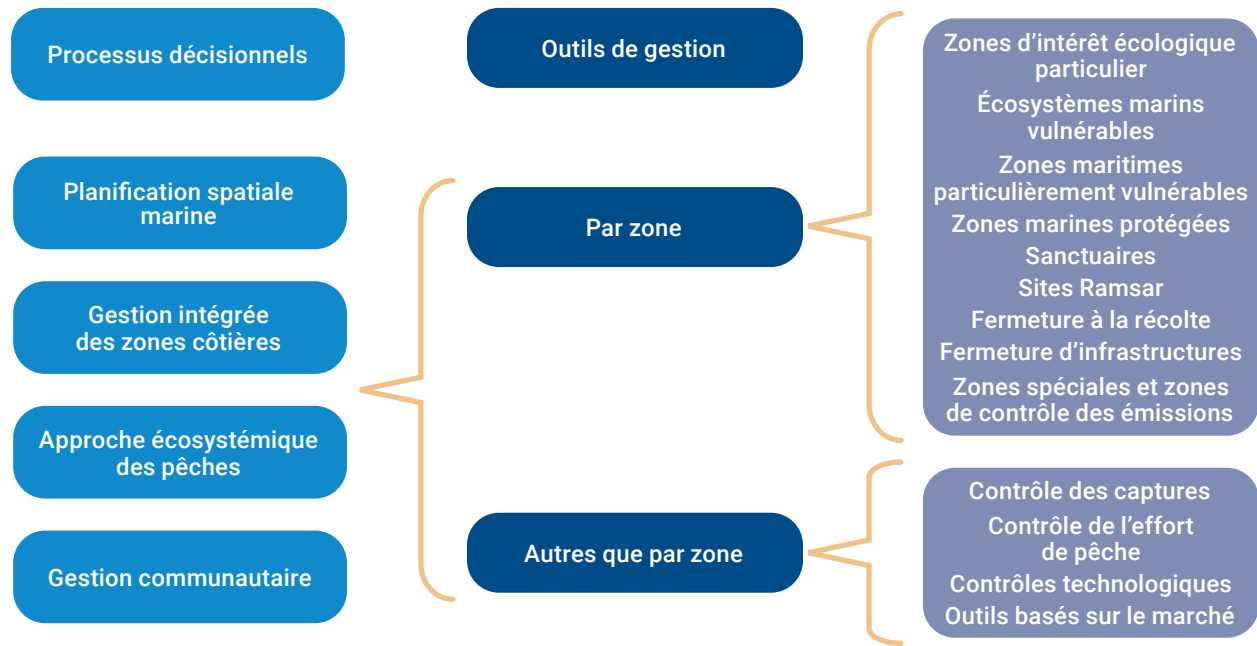 Processus décisionnels
Planification spatiale
marine
Gestion intégrée
des zones côtières
Approche écosystémique
des pêches
Gestion communautaire
Outils de gestion
Par zone
Autres que par zone
Zones d’intérêt écologique
particulier
Écosystèmes marins
vulnérables
Zones maritimes
particulièrement vulnérables
Zones marines protégées
Sanctuaires
Sites Ramsar
Fermeture à la récolte
Fermeture d’infrastructures
Zones spéciales et zones
de contrôle des émissions
Contrôle des captures
Contrôle de l’effort
de pêche
Contrôles technologiques
Outils basés sur le marché